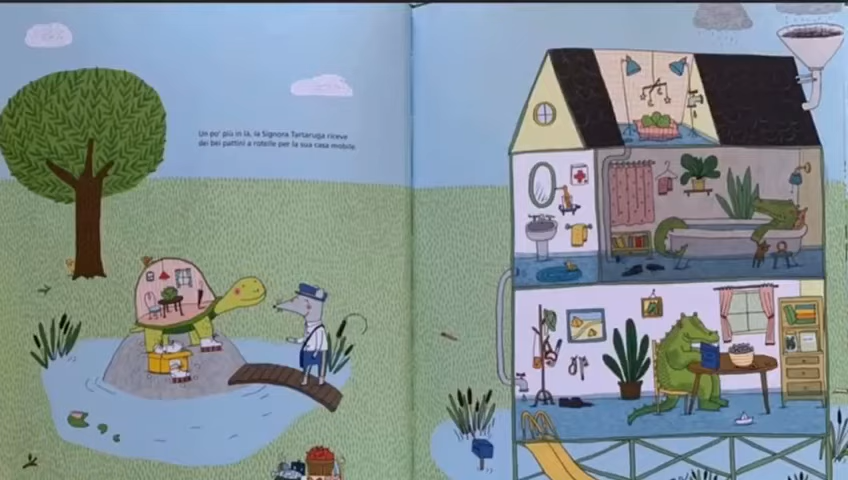 Un po' più in là, la Signora Tartaruga riceve
dei bei pattini a rotelle per la sua casa mobile.